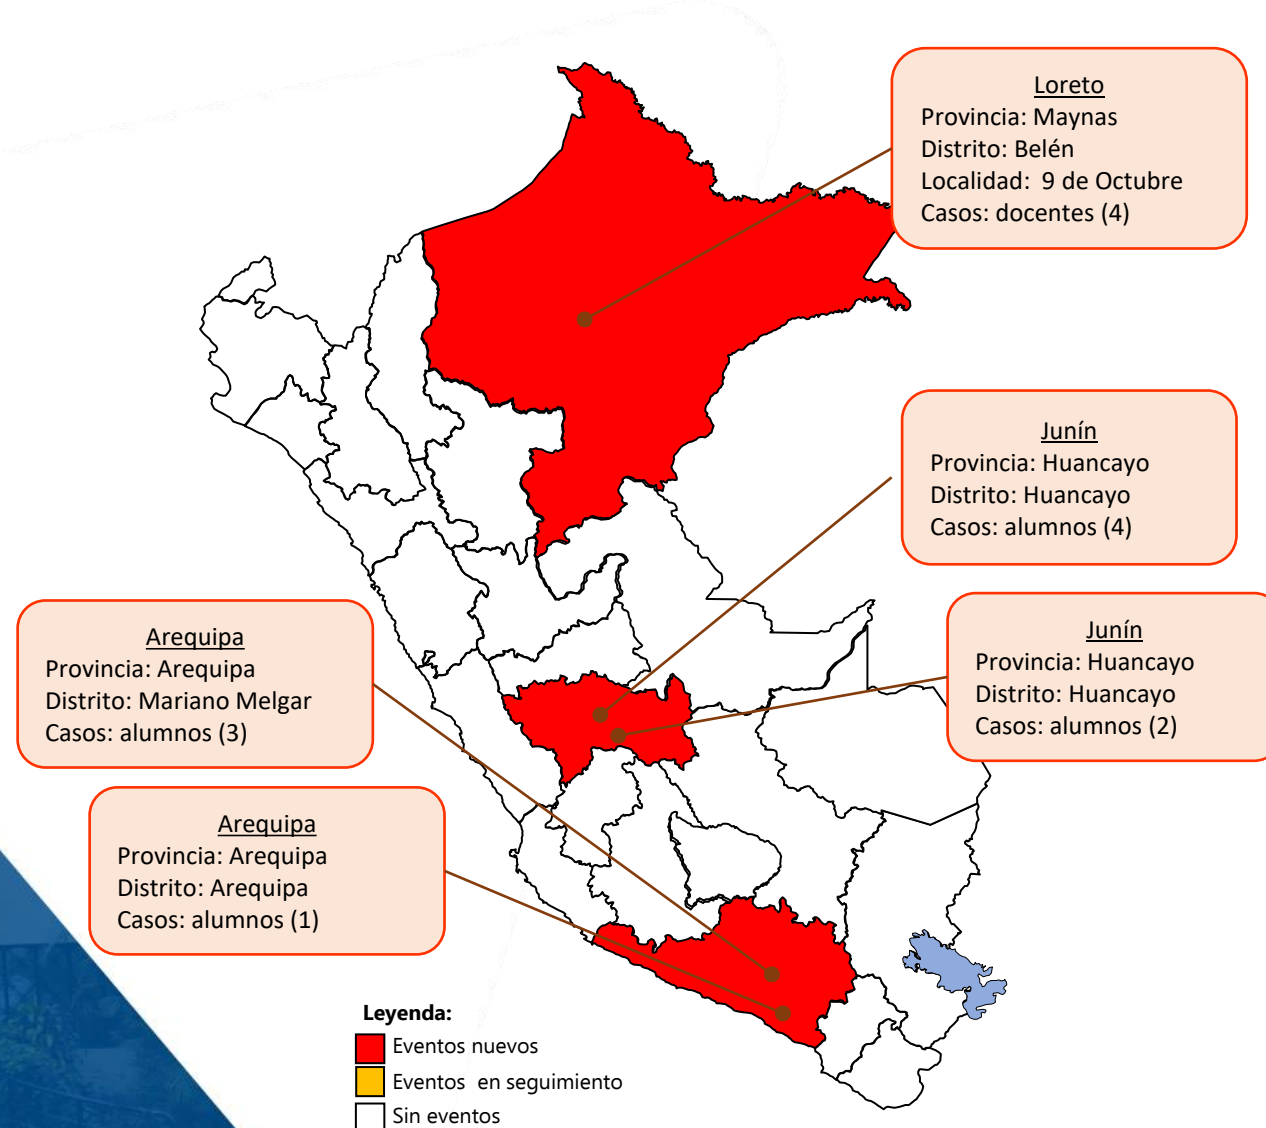 Loreto
Provincia: Maynas
Distrito: Belén
Localidad: 9 de Octubre
Casos: docentes (4)
Junín
Provincia: Huancayo
Distrito: Huancayo
Casos: alumnos (4)
Junín
Provincia: Huancayo
Distrito: Huancayo
Casos: alumnos (2)
Arequipa
Provincia: Arequipa
Distrito: Mariano Melgar
Casos: alumnos (3)
Arequipa
Provincia: Arequipa
Distrito: Arequipa
Casos: alumnos (1)
Leyenda:
Eventos nuevos
Eventos en seguimiento
Sin eventos